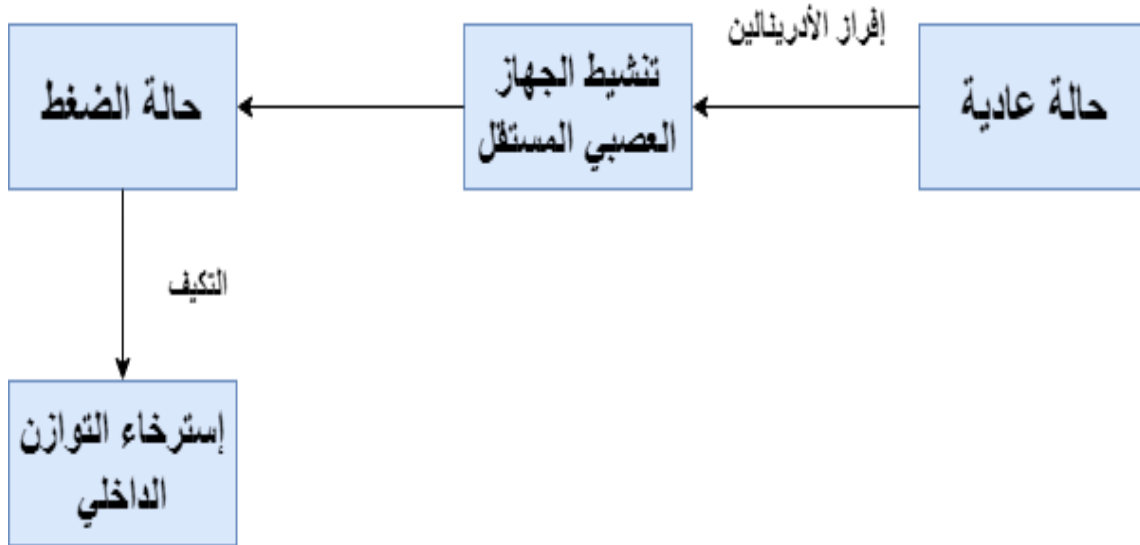 حالة عادية
إفراز الأدرينالين
تنشيط الجهاز
العصبي المستقل
حالة الضغط
التكيف
إسترخاء التوازن
الداخلي